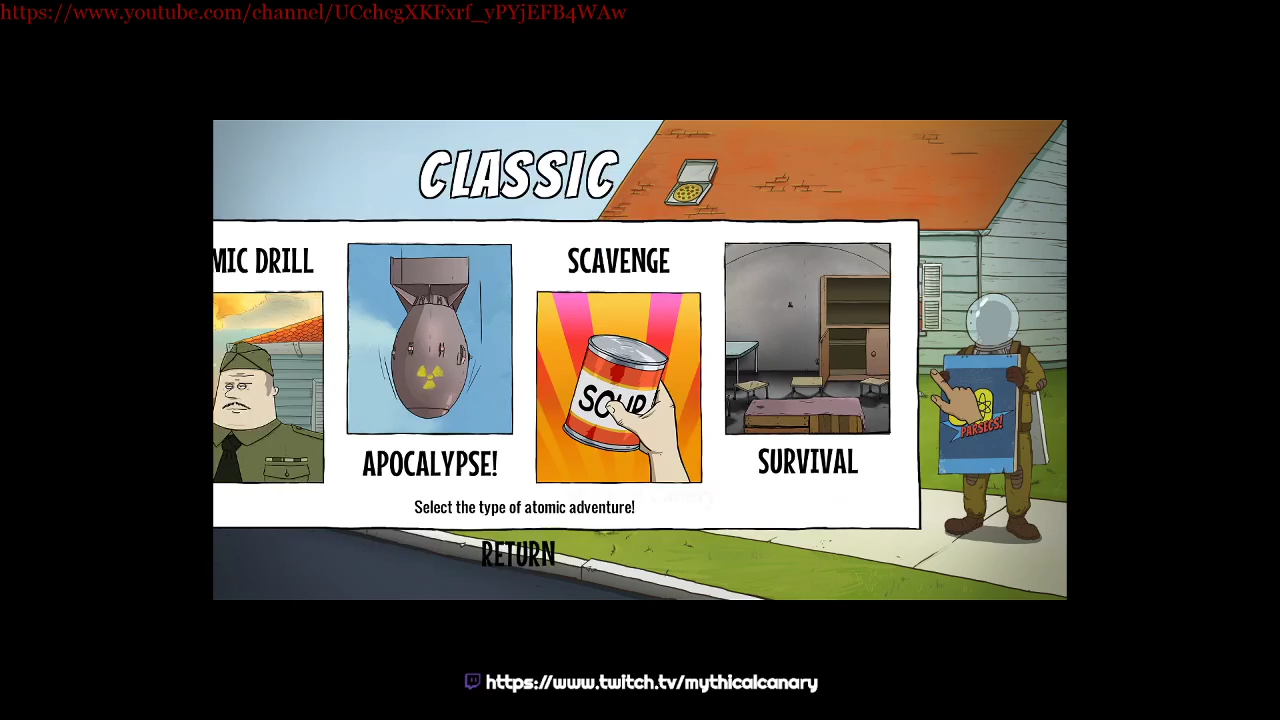 https://www.youtube.com/channel/UCchcgXKFxrf_yPYjEFB4WAw
CLASSIC
MIC DRILL
SCAVENGE
SOUP
PARSECS!
APOCALYPSE!
SURVIVAL
Select the type of atomic adventure!
RETURN
https://www.twitch.tv/mythicalcanary